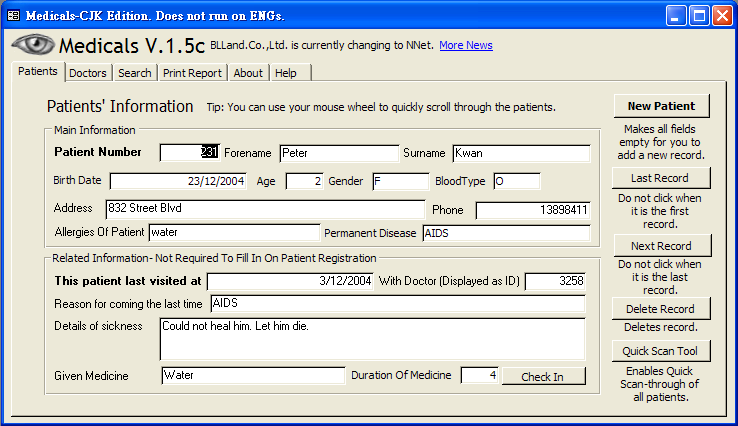 Medicals-CJK Edition. Does not run on ENGs.
Medicals V.1.5c BLLand.Co.,Ltd. is currently changing to NNet. More News
Patients Doctors Search Print Report About Help
Patients' Information Tip: You can use your mouse wheel to quickly scroll through the patients.
Main Information
Patient Number 231 Forename Peter Surname Kwan
Birth Date 23/12/2004 Age 2 Gender F BloodType O
Address 832 Street Blvd Phone 13898411
Allergies Of Patient water Permanent Disease AIDS
Related Information- Not Required To Fill In On Patient Registration
This patient last visited at 3/12/2004 With Doctor (Displayed as ID) 3258
Reason for coming the last time AIDS
Details of sickness Could not heal him. Let him die.
Given Medicine Water Duration Of Medicine 4 Check In
New Patient
Makes all fields
empty for you to
add a new record.
Last Record
Do not click when
it is the first
record.
Next Record
Do not click when
it is the last
record.
Delete Record
Deletes record.
Quick Scan Tool
Enables Quick
Scan-through of
all patients.